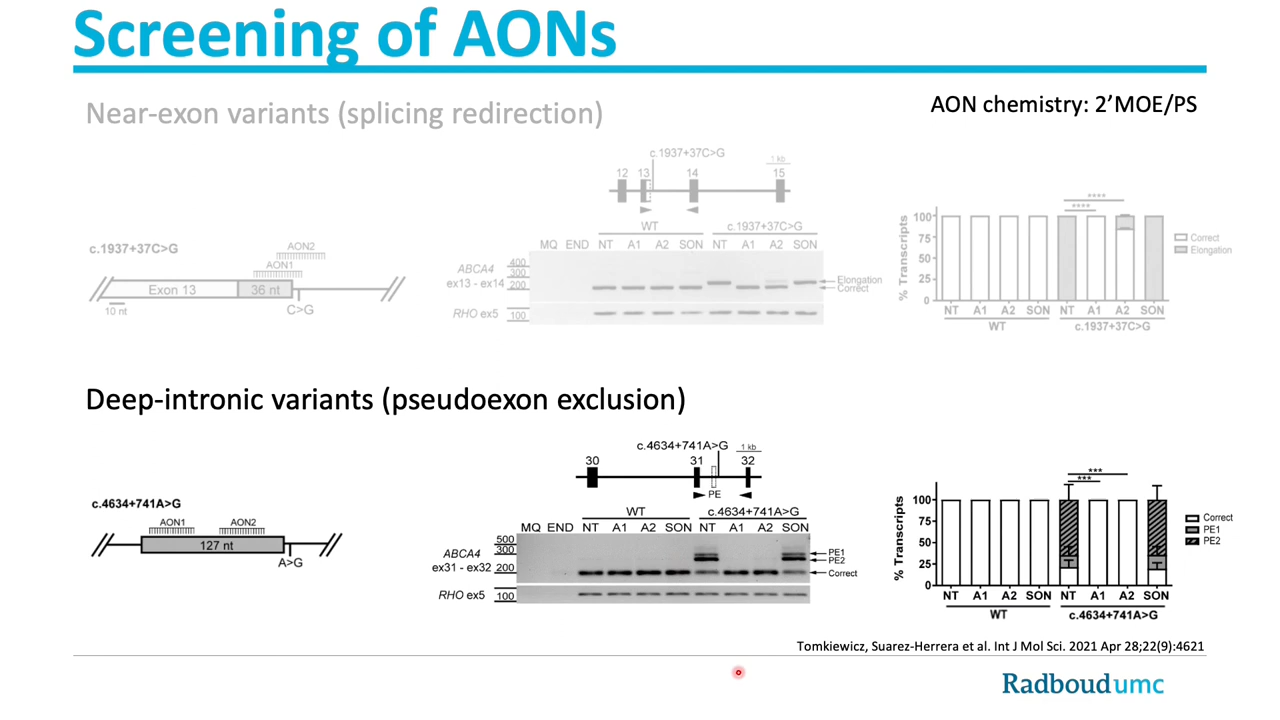 Screening of AONs
Near-exon variants (splicing redirection)
AON chemistry: 2’MOE/PS
c.1937+37C>G
AON2
AON1
Exon 13
36 nt
10 nt
C>G
c.1937+37C>G
1 kb
12 13 14 15
WT c.1937+37C>G
MQ END NT A1 A2 SON NT A1 A2 SON
400
300
200
ABCA4
ex13 - ex14
Elongation
Correct
RHO ex5 100
% Transcripts
100
75
50
25
0
****
****
NT A1 A2 SON NT A1 A2 SON
WT c.1937+37C>G
Correct
Elongation
Deep-intronic variants (pseudoexon exclusion)
c.4634+741A>G
AON1 AON2
127 nt
A>G
c.4634+741A>G
1 kb
30 31 32
PE
WT c.4634+741A>G
MQ END NT A1 A2 SON NT A1 A2 SON
500
300
200
ABCA4
ex31 - ex32
PE1
PE2
Correct
RHO ex5 100
% Transcripts
100
75
50
25
0
***
***
NT A1 A2 SON NT A1 A2 SON
WT c.4634+741A>G
Correct
PE1
PE2
Tomkiewicz, Suarez-Herrera et al. Int J Mol Sci. 2021 Apr 28;22(9):4621
Radboudumc